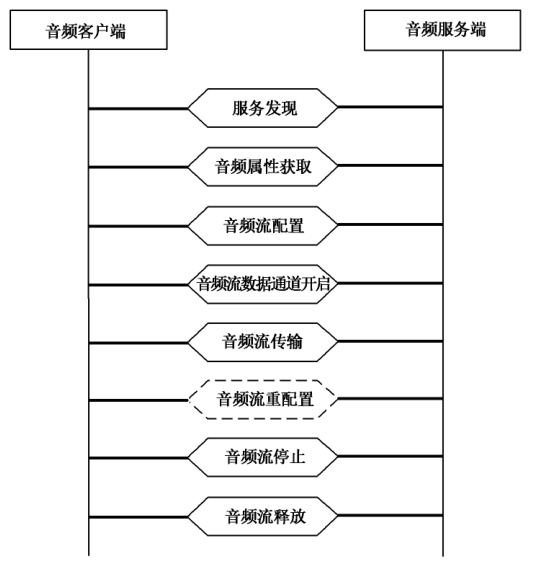 音频客户端
音频服务端
服务发现
音频属性获取
音频流配置
音频流数据通道开启
音频流传输
音频流重配置
音频流停止
音频流释放